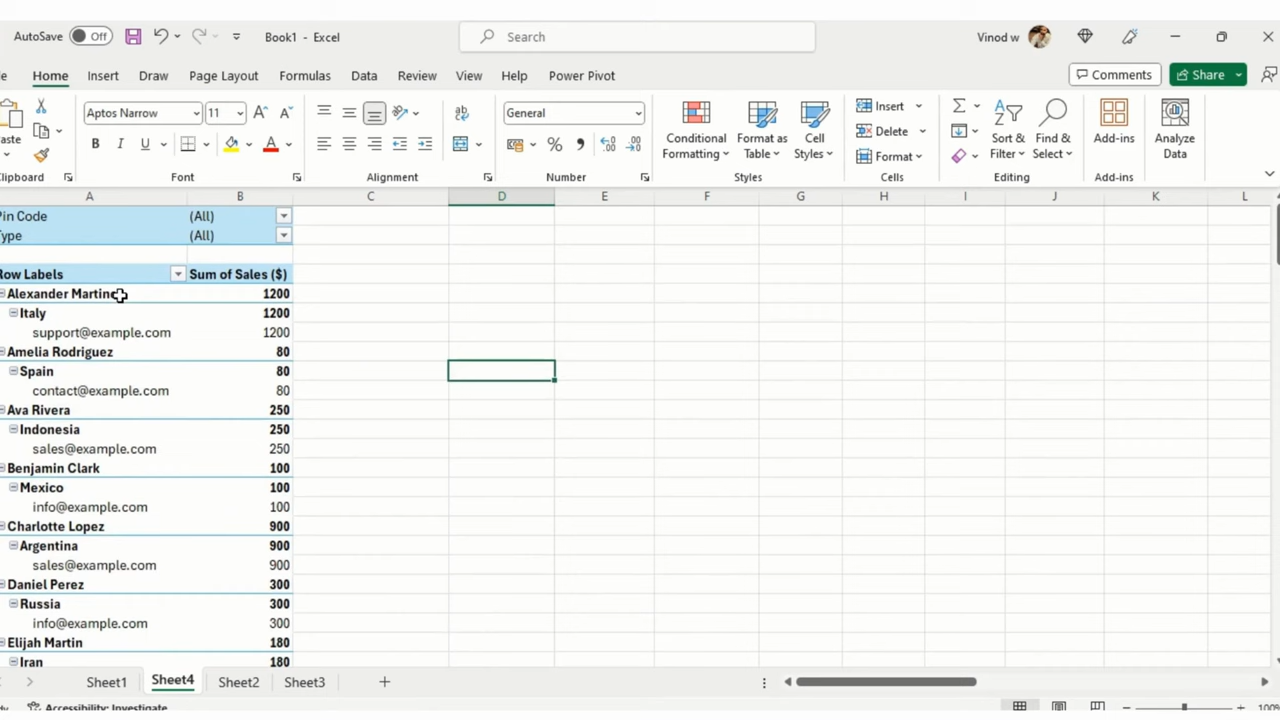 AutoSave Off Book1 - Excel Search Vinod w
Home Insert Draw Page Layout Formulas Data Review View Help Power Pivot Comments Share
Aptos Narrow 11 General Insert
Conditional Format as Cell Delete Sort & Find & Add-ins Analyze
B I U Formatting Table Styles Format Filter Select Data
Font Alignment Number Styles Cells Editing Add-ins
A B C D E F G H I J K L
Pin Code (All)
Type (All)
Row Labels Sum of Sales ($)
Alexander Martin 1200
Italy 1200
support@example.com 1200
Amelia Rodriguez 80
Spain 80
contact@example.com 80
Ava Rivera 250
Indonesia 250
sales@example.com 250
Benjamin Clark 100
Mexico 100
info@example.com 100
Charlotte Lopez 900
Argentina 900
sales@example.com 900
Daniel Perez 300
Russia 300
info@example.com 300
Elijah Martin 180
Iran 180
Sheet1 Sheet4 Sheet2 Sheet3
Accessibility: Investigate 100%